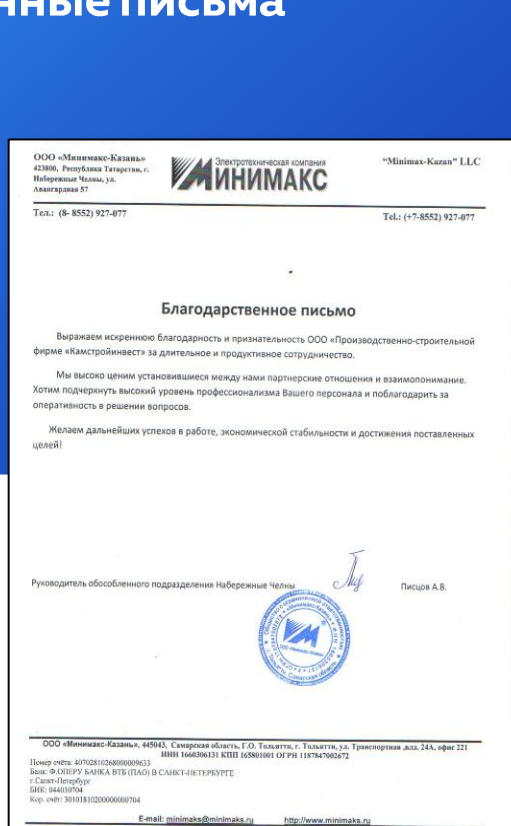 нные письма
ООО «Минимакс-Казань»
423800, Республика Татарстан, г.
Набережные Челны, ул.
Авангардная 57
Электротехническая компания
МИНИМАКС
"Minimax-Kazan" LLC
Тел.: (8- 8552) 927-077
Tel.: (+7-8552) 927-077
Благодарственное письмо
Выражаем искреннюю благодарность и признательность ООО «Производственно-строительной
фирме «Камстройинвест» за длительное и продуктивное сотрудничество.
Мы высоко ценим установившиеся между нами партнерские отношения и взаимопонимание.
Хотим подчеркнуть высокий уровень профессионализма Вашего персонала и поблагодарить за
оперативность в решении вопросов.
Желаем дальнейших успехов в работе, экономической стабильности и достижения поставленных
целей!
Руководитель обособленного подразделения Набережные Челны
Писцов А.В.
ООО «Минимакс-Казань», 445043, Самарская область, Г.О. Тольятти, г. Тольятти, ул. Транспортная ,влд. 24А, офис 221
ИНН 1660306131 КПП 165801001 ОГРН 1187847002672
Номер счёта: 40702810268000009633
Банк: Ф.ОПЕРУ БАНКА ВТБ (ПАО) В САНКТ-ПЕТЕРБУРГЕ
г.Санкт-Петербург
БИК: 044030704
Кор. счёт: 30101810200000000704
E-mail: minimaks@minimaks.ru http://www.minimaks.ru